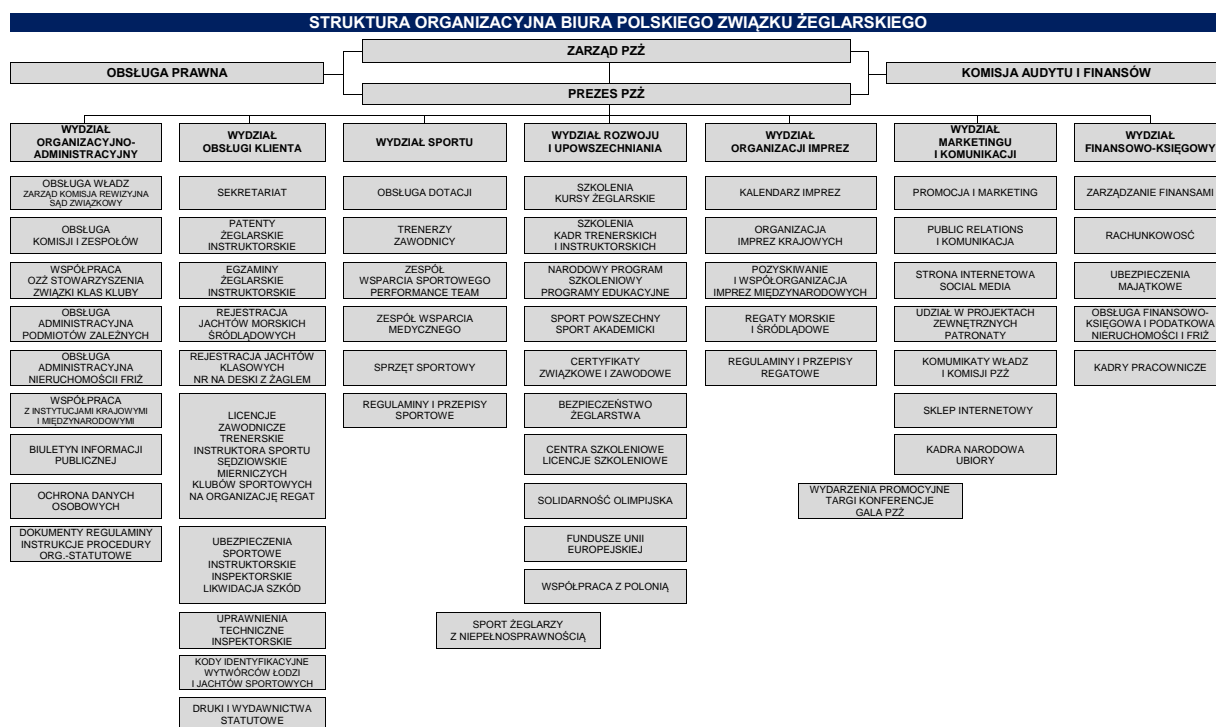 STRUKTURA ORGANIZACYJNA BIURA POLSKIEGO ZWIĄZKU ŻEGLARSKIEGO
ZARZĄD PZŻ
OBSŁUGA PRAWNA
KOMISJA AUDYTU I FINANSÓW
PREZES PZŻ
WYDZIAŁ
ORGANIZACYJNO-
ADMINISTRACYJNY
OBSŁUGA WŁADZ
ZARZĄD KOMISJA REWIZYJNA
SĄD ZWIĄZKOWY
OBSŁUGA
KOMISJI I ZESPOŁÓW
WSPÓŁPRACA
OZŻ STOWARZYSZENIA
ZWIĄZKI KLAS KLUBY
OBSŁUGA
ADMINISTRACYJNA
PODMIOTÓW ZALEŻNYCH
OBSŁUGA
ADMINISTRACYJNA
NIERUCHOMOŚCII FRIŻ
WSPÓŁPRACA
Z INSTYTUCJAMI KRAJOWYMI
I MIĘDZYNARODOWYMI
BIULETYN INFORMACJI
PUBLICZNEJ
OCHRONA DANYCH
OSOBOWYCH
DOKUMENTY REGULAMINY
INSTRUKCJE PROCEDURY
ORG.-STATUTOWE
WYDZIAŁ
OBSŁUGI KLIENTA
SEKRETARIAT
PATENTY
ŻEGLARSKIE
INSTRUKTORSKIE
EGZAMINY
ŻEGLARSKIE
INSTRUKTORSKIE
REJESTRACJA
JACHTÓW MORSKICH
ŚRÓDLĄDOWYCH
REJESTRACJA JACHTÓW
KLASOWYCH
NR NA DESKI Z ŻAGLEM
LICENCJE
ZAWODNICZE
TRENERSKIE
INSTRUKTORA SPORTU
SĘDZIOWSKIE
MIERNICZYCH
KLUBÓW SPORTOWYCH
NA ORGANIZACJĘ REGAT
UBEZPIECZENIA
SPORTOWE
INSTRUKTORSKIE
INSPEKTORSKIE
LIKWIDACJA SZKÓD
UPRAWNIENIA
TECHNICZNE
INSPEKTORSKIE
KODY IDENTYFIKACYJNE
WYTWÓRCÓW ŁODZI
I JACHTÓW SPORTOWYCH
DRUKI I WYDAWNICTWA
STATUTOWE
WYDZIAŁ SPORTU
OBSŁUGA DOTACJI
TRENERZY
ZAWODNICY
ZESPÓŁ
WSPARCIA SPORTOWEGO
PERFORMANCE TEAM
ZESPÓŁ WSPARCIA
MEDYCZNEGO
SPRZĘT SPORTOWY
REGULAMINY I PRZEPISY
SPORTOWE
SPORT ŻEGLARZY
Z NIEPEŁNOSPRAWNOŚCIĄ
WYDZIAŁ ROZWOJU
I UPOWSZECHNIANIA
SZKOLENIA
KURSY ŻEGLARSKIE
SZKOLENIA
KADR TRENERSKICH
I INSTRUKTORSKICH
NARODOWY PROGRAM
SZKOLENIOWY
PROGRAMY EDUKACYJNE
SPORT POWSZECHNY
SPORT AKADEMICKI
CERTYFIKATY
ZWIĄZKOWE I ZAWODOWE
BEZPIECZEŃSTWO
ŻEGLARSTWA
CENTRA SZKOLENIOWE
LICENCJE SZKOLENIOWE
SOLIDARNOŚĆ OLIMPIJSKA
FUNDUSZE UNII
EUROPEJSKIEJ
WSPÓŁPRACA Z POLONIĄ
WYDZIAŁ
ORGANIZACJI IMPREZ
KALENDARZ IMPREZ
ORGANIZACJA
IMPREZ KRAJOWYCH
POZYSKIWANIE
I WSPÓŁORGANIZACJA
IMPREZ MIĘDZYNARODOWYCH
REGATY MORSKIE
I ŚRÓDLĄDOWE
REGULAMINY I PRZEPISY
REGATOWE
WYDARZENIA PROMOCYJNE
TARGI KONFERENCJE
GALA PZŻ
WYDZIAŁ
MARKETINGU
I KOMUNIKACJI
PROMOCJA I MARKETING
PUBLIC RELATIONS
I KOMUNIKACJA
STRONA INTERNETOWA
SOCIAL MEDIA
UDZIAŁ W PROJEKTACH
ZEWNĘTRZNYCH
PATRONATY
KOMUMIKATY WŁADZ
I KOMISJI PZŻ
SKLEP INTERNETOWY
KADRA NARODOWA
UBIORY
WYDZIAŁ
FINANSOWO-KSIĘGOWY
ZARZĄDZANIE FINANSAMI
RACHUNKOWOŚĆ
UBEZPIECZENIA
MAJĄTKOWE
OBSŁUGA FINANSOWO-
KSIĘGOWA I PODATKOWA
NIERUCHOMOŚCI I FRIŻ
KADRY PRACOWNICZE